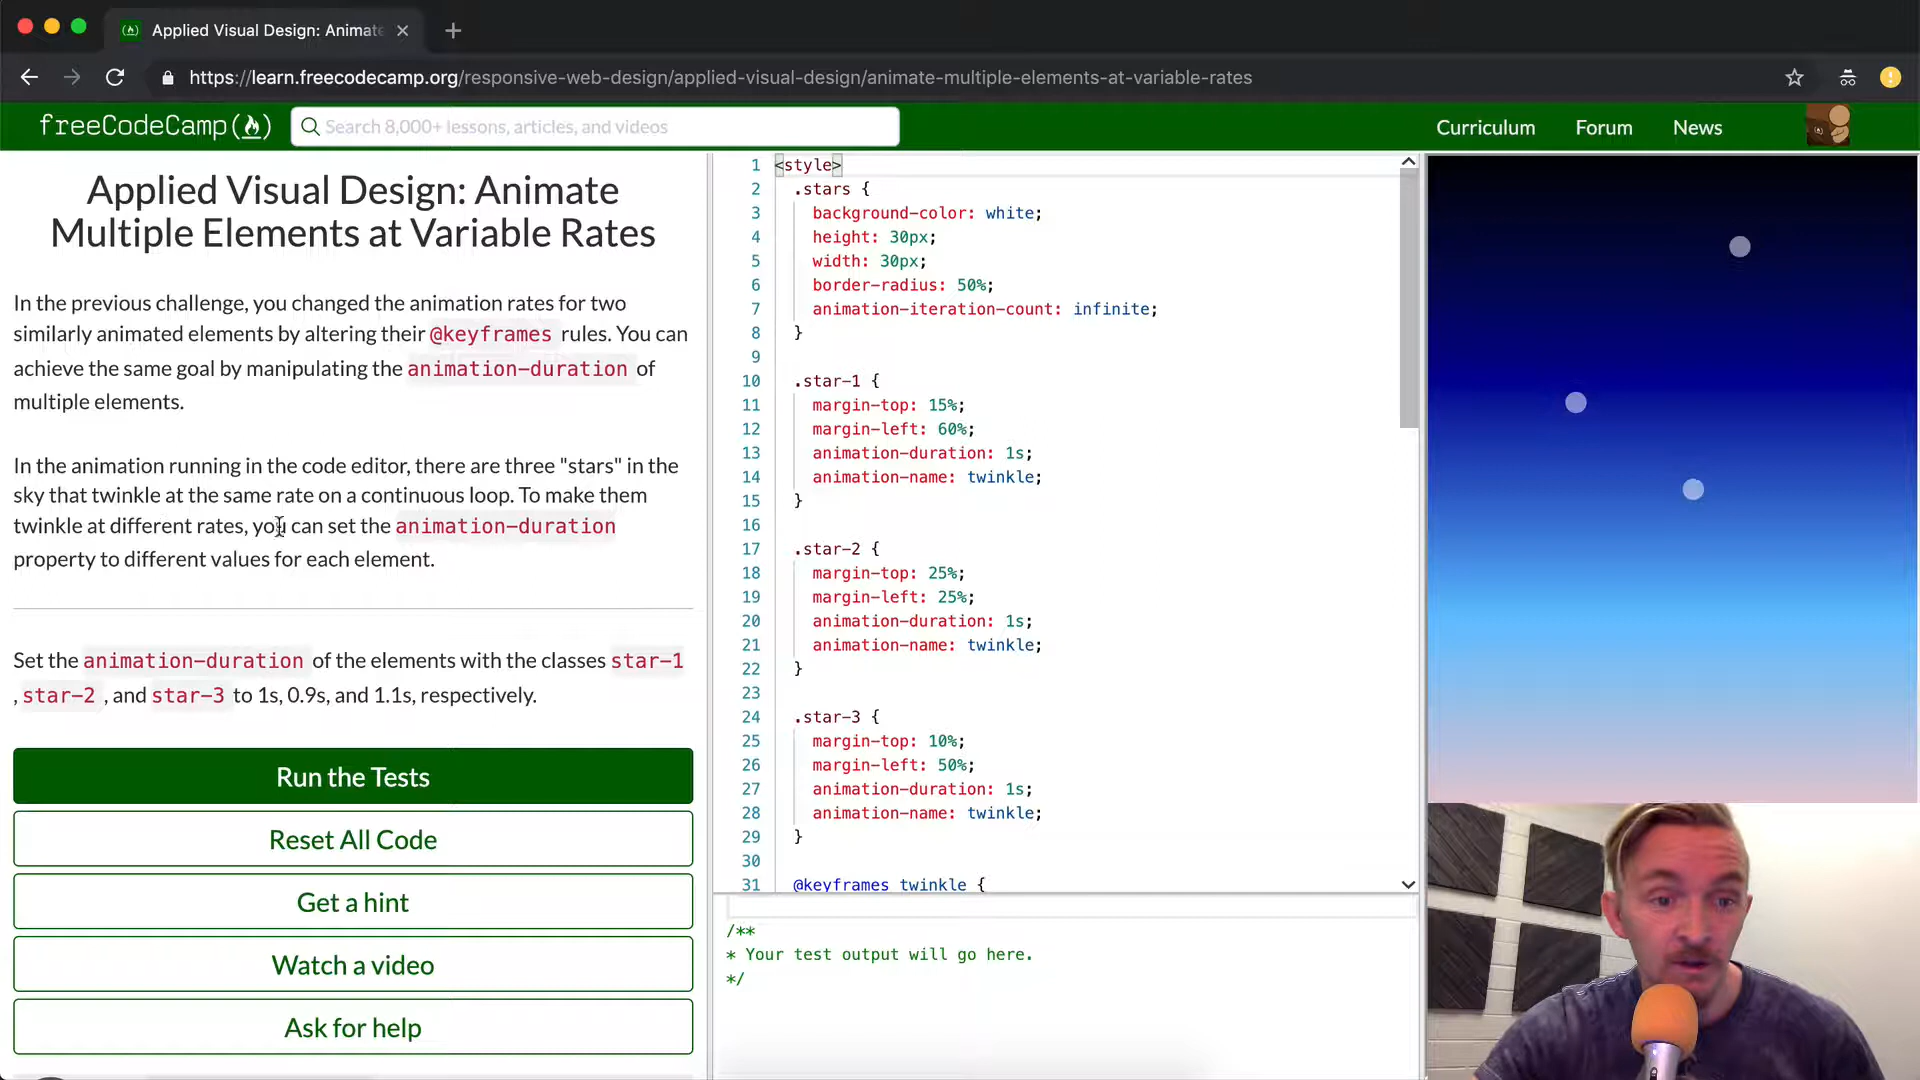 Applied Visual Design: Animate
https://learn.freecodecamp.org/responsive-web-design/applied-visual-design/animate-multiple-elements-at-variable-rates
freeCodeCamp
Search 8,000+ lessons, articles, and videos
Curriculum
Forum
News
Applied Visual Design: Animate
Multiple Elements at Variable Rates
In the previous challenge, you changed the animation rates for two
similarly animated elements by altering their @keyframes rules. You can
achieve the same goal by manipulating the animation-duration of
multiple elements.
In the animation running in the code editor, there are three "stars" in the
sky that twinkle at the same rate on a continuous loop. To make them
twinkle at different rates, you can set the animation-duration
property to different values for each element.
Set the animation-duration of the elements with the classes star-1
, star-2 , and star-3 to 1s, 0.9s, and 1.1s, respectively.
Run the Tests
Reset All Code
Get a hint
Watch a video
Ask for help
1 <style>
2 .stars {
3 background-color: white;
4 height: 30px;
5 width: 30px;
6 border-radius: 50%;
7 animation-iteration-count: infinite;
8 }
9
10 .star-1 {
11 margin-top: 15%;
12 margin-left: 60%;
13 animation-duration: 1s;
14 animation-name: twinkle;
15 }
16
17 .star-2 {
18 margin-top: 25%;
19 margin-left: 25%;
20 animation-duration: 1s;
21 animation-name: twinkle;
22 }
23
24 .star-3 {
25 margin-top: 10%;
26 margin-left: 50%;
27 animation-duration: 1s;
28 animation-name: twinkle;
29 }
30
31 @keyframes twinkle {
/**
* Your test output will go here.
*/